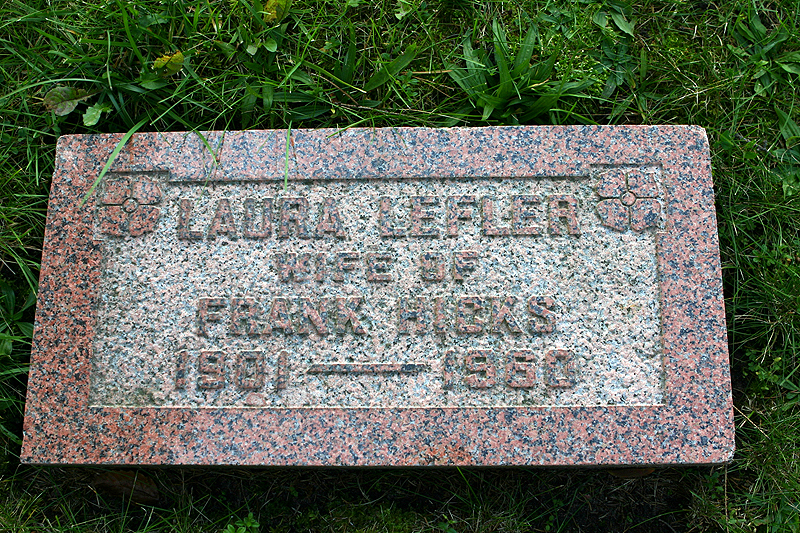 LAURA LEFLER
WIFE OF
FRANK HICKS
1901 — 1960